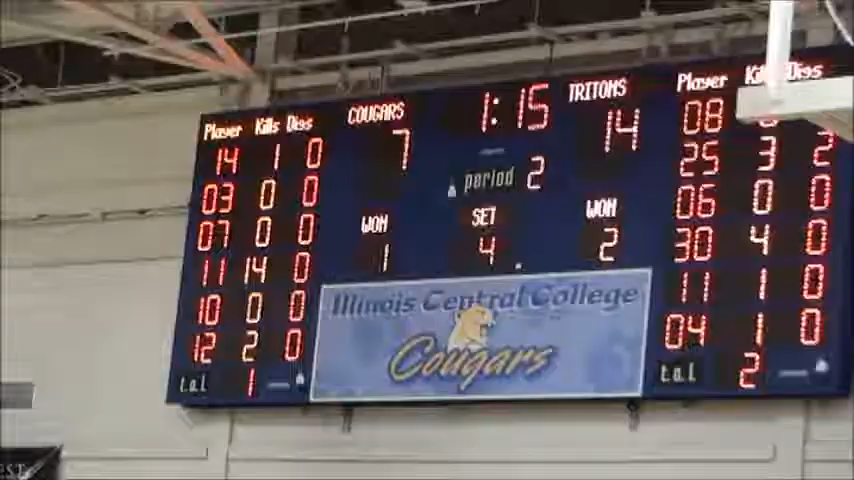 COUGARS 1:15 TRITONS
7 14
period 2
WON SET WON
1 4 2
Player Kills Digs
14 1 0
03 0 0
07 0 0
11 14 0
10 0 0
12 2 0
t.o.l 1
Illinois Central College
Cougars
Player Digs
08
25 3 2
06 0 0
30 4 0
11 1 0
04 1 0
t.o.l 2